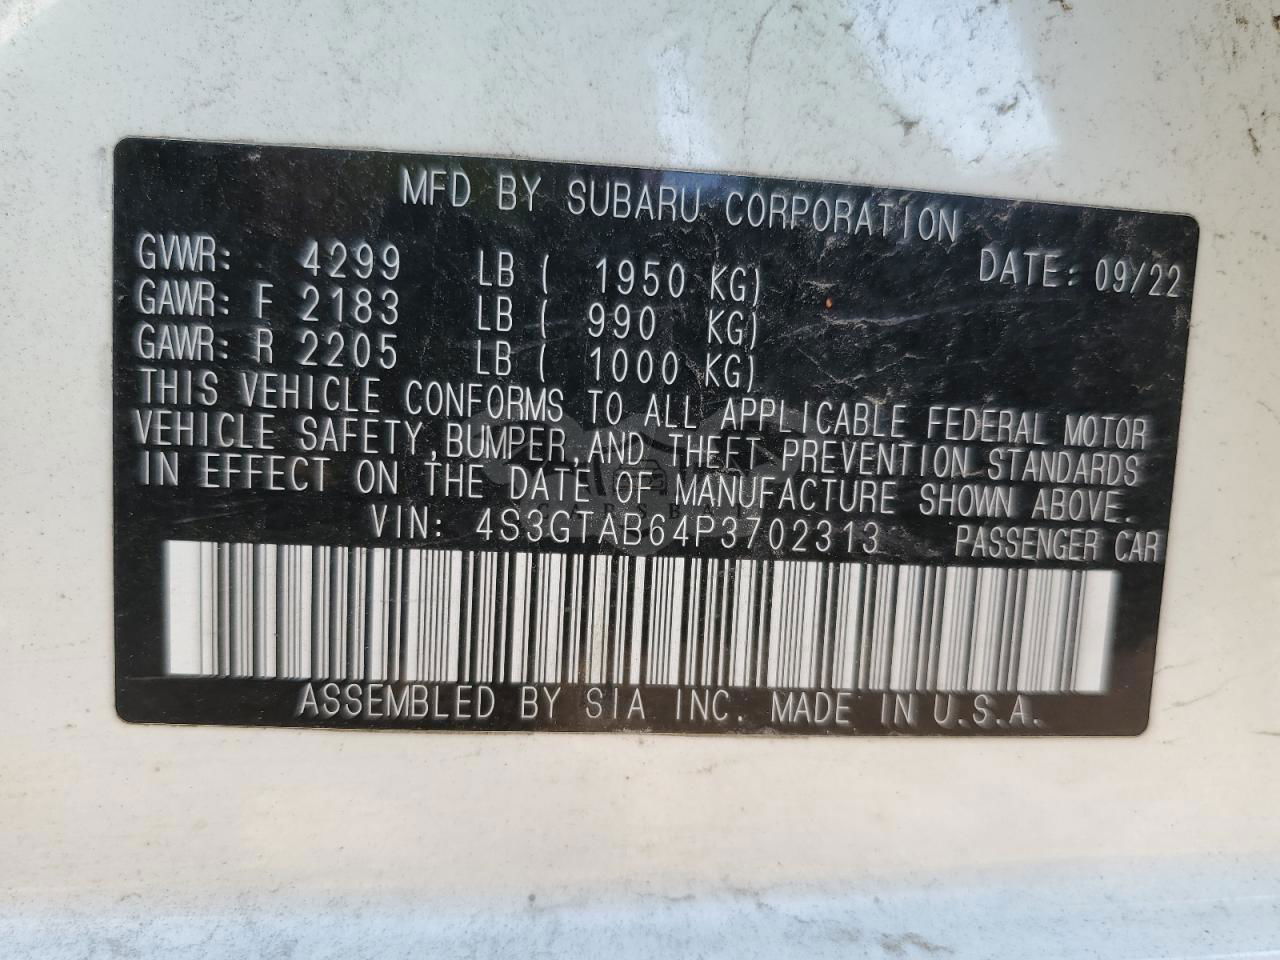 MFD BY SUBARU CORPORATION
GVWR: 4299 LB ( 1950 KG) DATE: 09/22
GAWR: F 2183 LB ( 990 KG)
GAWR: R 2205 LB ( 1000 KG)
THIS VEHICLE CONFORMS TO ALL APPLICABLE FEDERAL MOTOR
VEHICLE SAFETY, BUMPER, AND THEFT PREVENTION STANDARDS
IN EFFECT ON THE DATE OF MANUFACTURE SHOWN ABOVE.
VIN: 4S3GTAB64P3702313 PASSENGER CAR
ASSEMBLED BY SIA INC. MADE IN U.S.A.